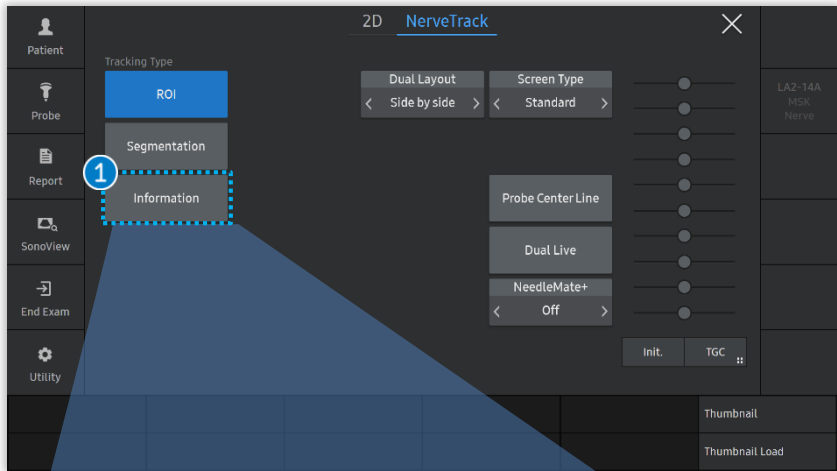 2D NerveTrack
Patient
Probe
Report
SonoView
End Exam
Utility
Tracking Type
ROI
Segmentation
1
Information
Dual Layout
Side by side
Screen Type
Standard
Probe Center Line
Dual Live
NeedleMate+
Off
Init.
TGC
LA2-14A
MSK
Nerve
Thumbnail
Thumbnail Load